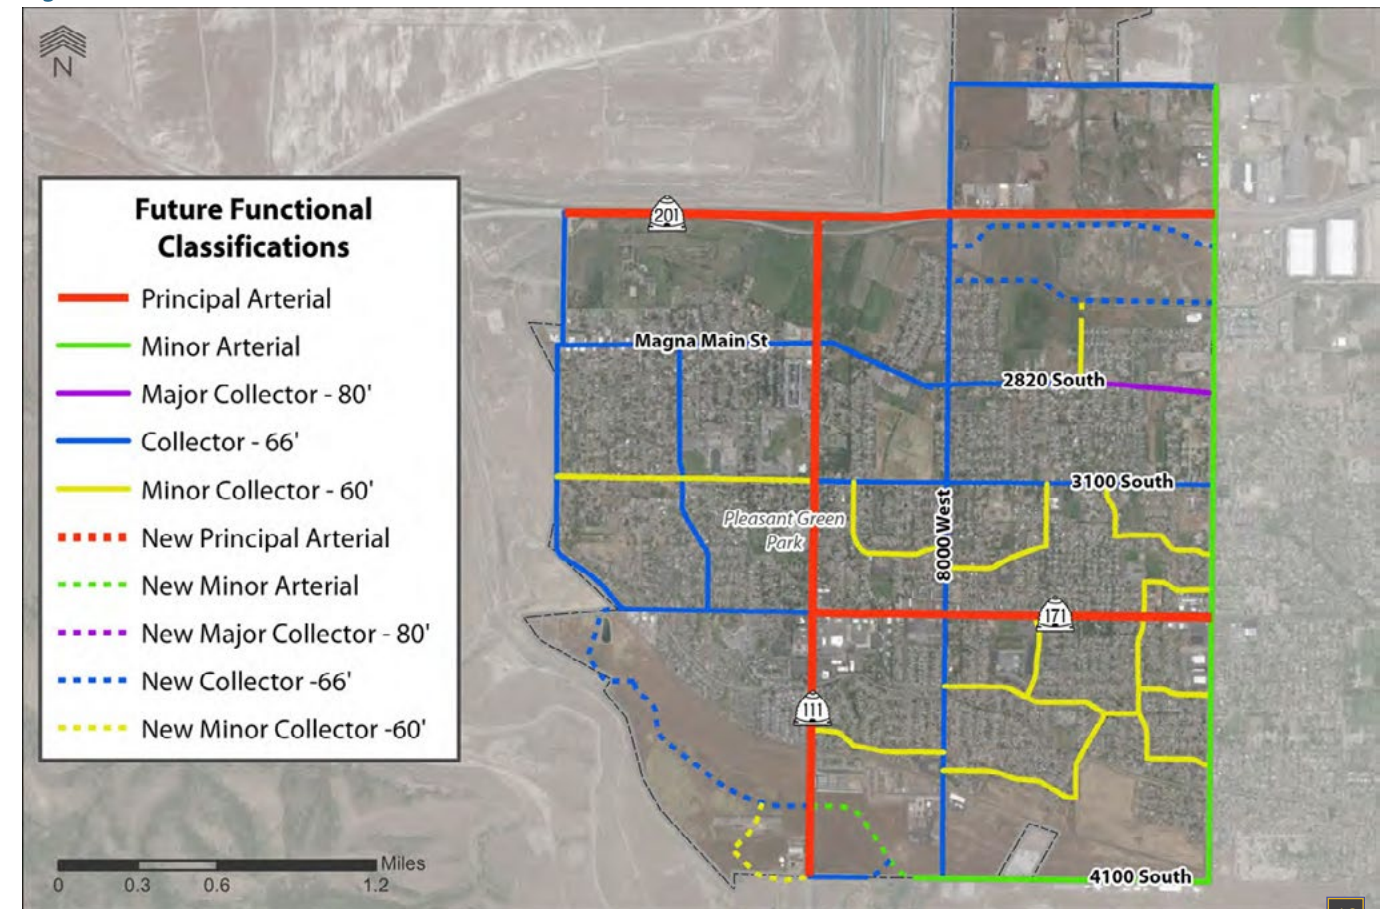 N
Future Functional
Classifications
Principal Arterial
Minor Arterial
Major Collector - 80'
Collector - 66'
Minor Collector - 60'
New Principal Arterial
New Minor Arterial
New Major Collector - 80'
New Collector -66'
New Minor Collector -60'
201
Magna Main St
2820 South
3100 South
Pleasant Green
Park
8000 West
171
111
4100 South
Miles
0 0.3 0.6 1.2